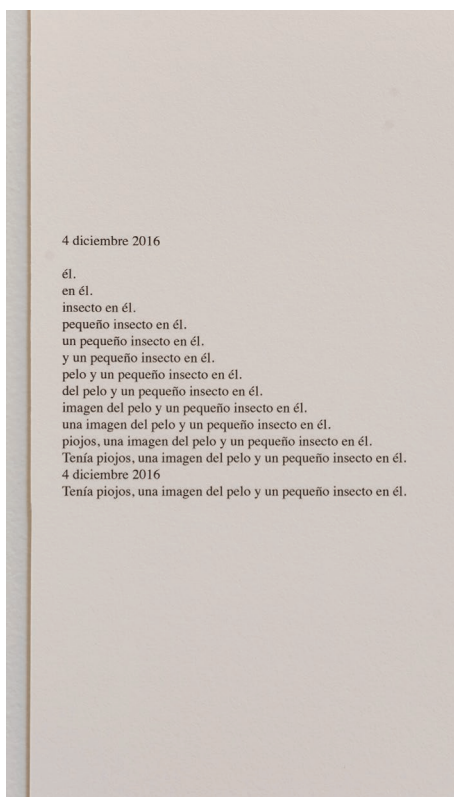 4 diciembre 2016
él.
en él.
insecto en él.
pequeño insecto en él.
un pequeño insecto en él.
y un pequeño insecto en él.
pelo y un pequeño insecto en él.
del pelo y un pequeño insecto en él.
imagen del pelo y un pequeño insecto en él.
una imagen del pelo y un pequeño insecto en él.
piojos, una imagen del pelo y un pequeño insecto en él.
Tenía piojos, una imagen del pelo y un pequeño insecto en él.
4 diciembre 2016
Tenía piojos, una imagen del pelo y un pequeño insecto en él.